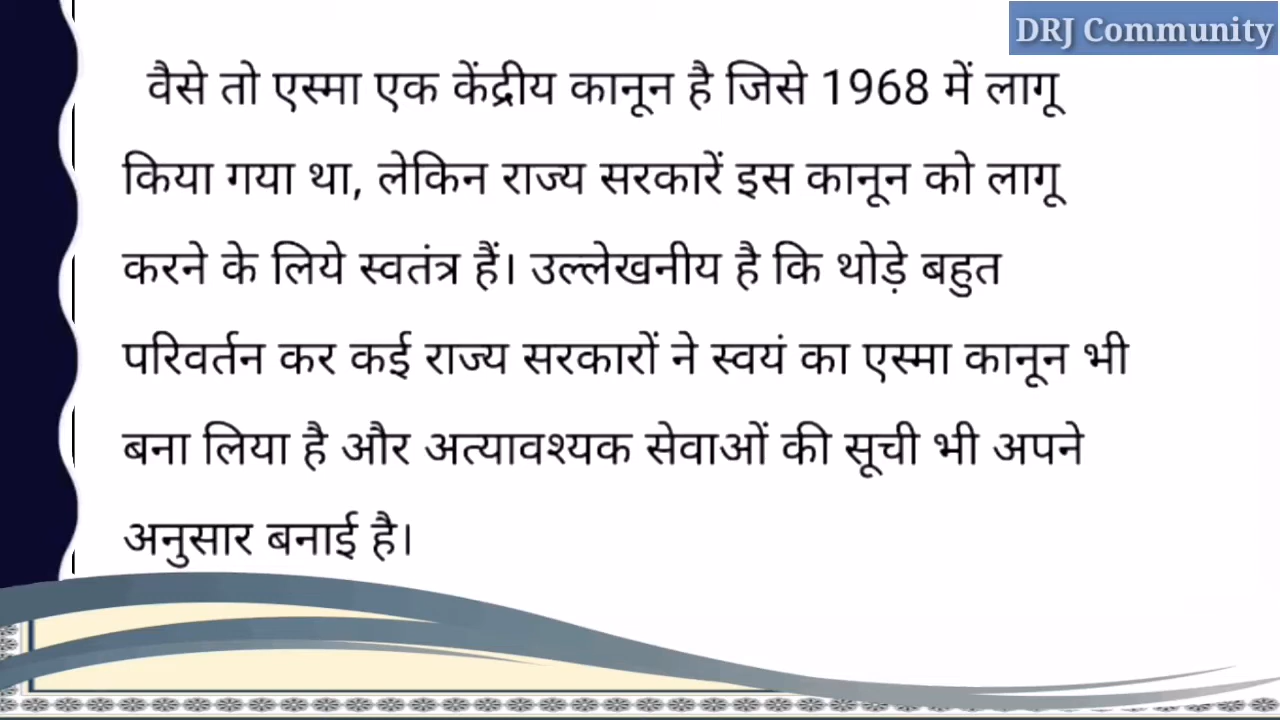 DRJ Community
वैसे तो एस्मा एक केंद्रीय कानून है जिसे 1968 में लागू
किया गया था, लेकिन राज्य सरकारें इस कानून को लागू
करने के लिये स्वतंत्र हैं। उल्लेखनीय है कि थोड़े बहुत
परिवर्तन कर कई राज्य सरकारों ने स्वयं का एस्मा कानून भी
बना लिया है और अत्यावश्यक सेवाओं की सूची भी अपने
अनुसार बनाई है।